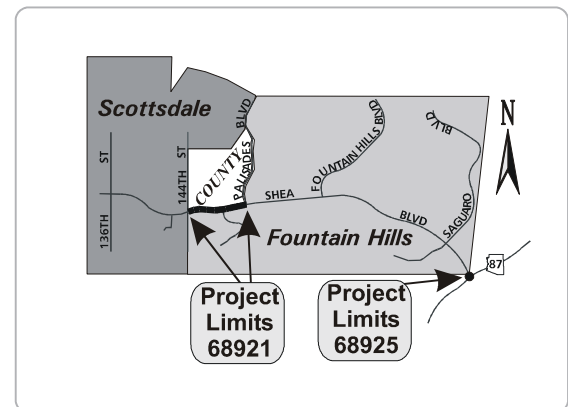 Scottsdale
N
BLVD
BLVD
FOUNTAIN HILLS BLVD
ST
144TH ST
COUNTY
PALISADES
136TH
SHEA
BLVD
SAGUARO
Fountain Hills
87
Project
Limits
68921
Project
Limits
68925